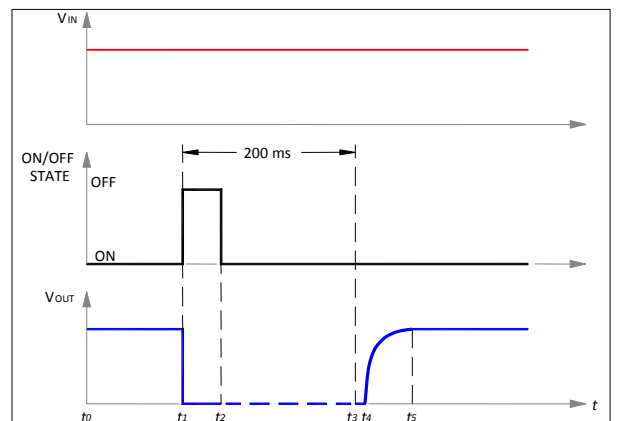 VIN
200 ms
ON/OFF
STATE
OFF
ON
VOUT
t
t0 t1 t2 t3 t4 t5